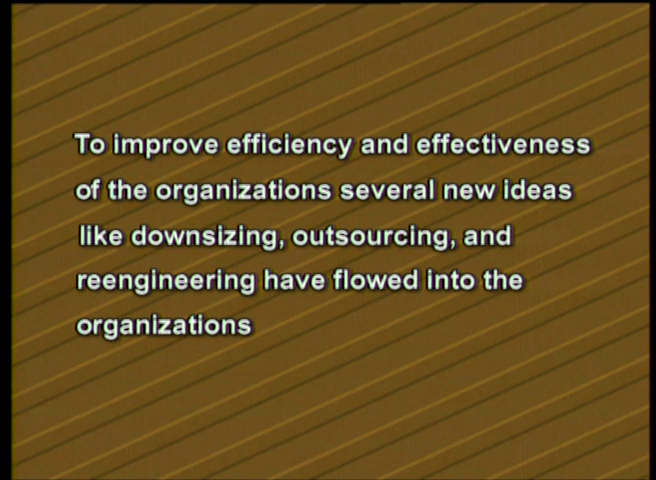 To improve efficiency and effectiveness
of the organizations several new ideas
like downsizing, outsourcing, and
reengineering have flowed into the
organizations